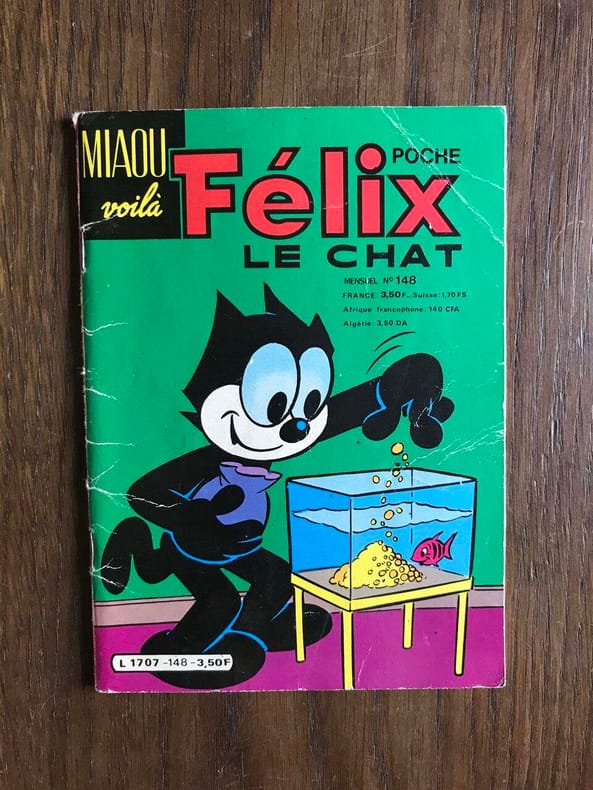 MIAOU
voilà
Félix
POCHE
LE CHAT
MENSUEL Nº 148
FRANCE: 3,50F_ Suisse: 1,70 FS
Afrique francophone: 140 CFA
Algérie: 3,50 DA
L 1707 -148- 3,50F